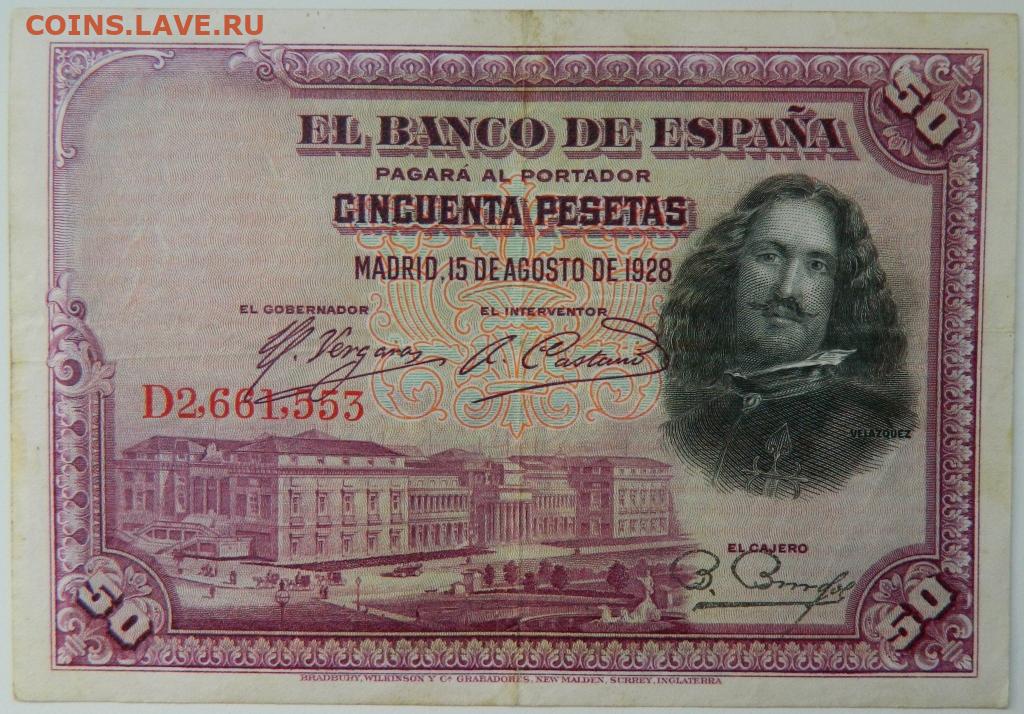 COINS.LAVE.RU
50
EL BANCO DE ESPAÑA
PAGARÁ AL PORTADOR
CINCUENTA PESETAS
MADRID, 15 DE AGOSTO DE 1928
EL GOBERNADOR EL INTERVENTOR
D2,661,553
VELAZQUEZ
EL CAJERO
50 50
BRADBURY, WILKINSON Y Cª GRABADORES, NEW MALDEN, SURREY, INGLATERRA